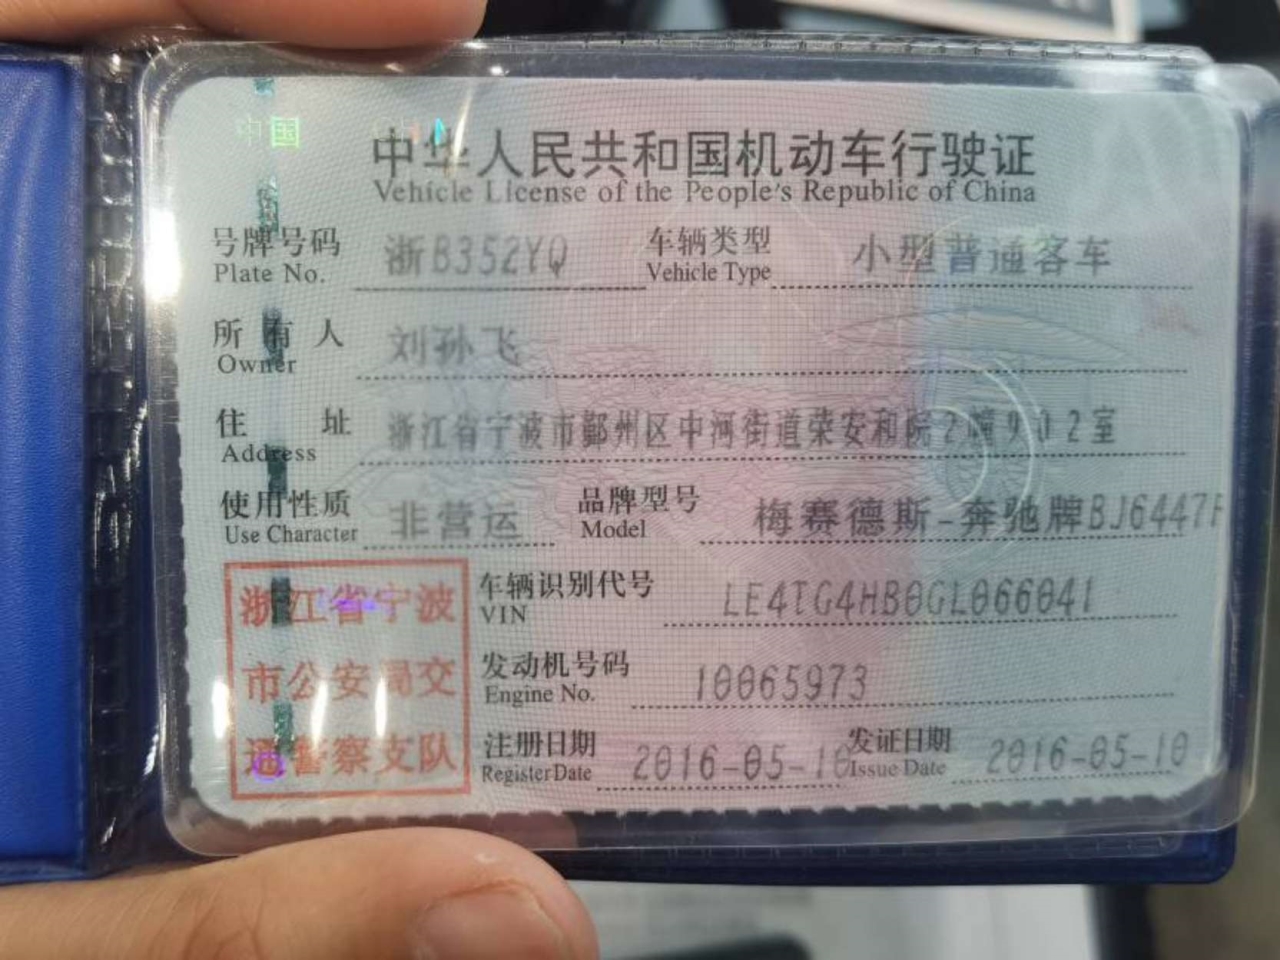 中国
中华人民共和国机动车行驶证
Vehicle License of the People's Republic of China
号牌号码 浙B352YQ 车辆类型 小型普通客车
Plate No. Vehicle Type
所有人 刘孙飞
Owner
住址 浙江省宁波市鄞州区中河街道荣安和院2幢902室
Address
使用性质 非营运 品牌型号 梅赛德斯-奔驰牌BJ6447F
Use Character Model
浙江省宁波
市公安局交
通警察支队
车辆识别代号 LE4TG4HB0GL066041
VIN
发动机号码 10065973
Engine No.
注册日期 2016-05-10 发证日期 2016-05-10
Register Date Issue Date